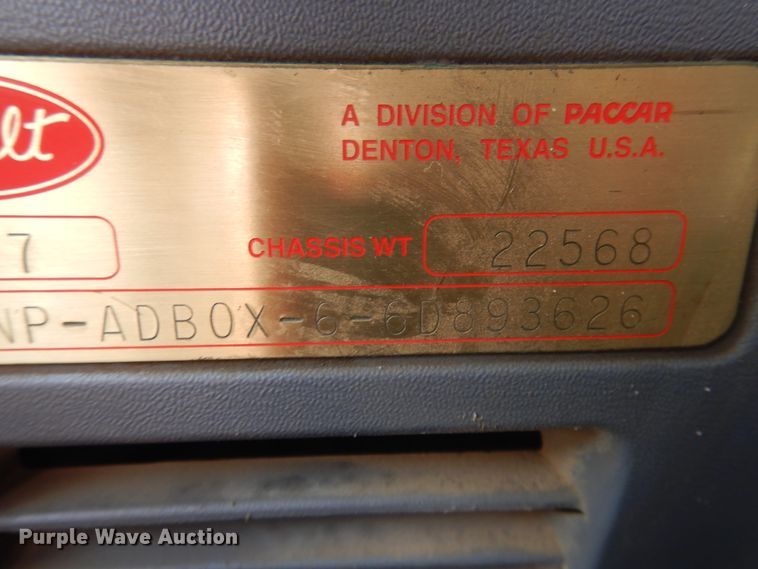 lt
A DIVISION OF PACCAR
DENTON, TEXAS U.S.A.
7
CHASSIS WT 22568
NP-ADBOX-6-6D893626
Purple Wave Auction